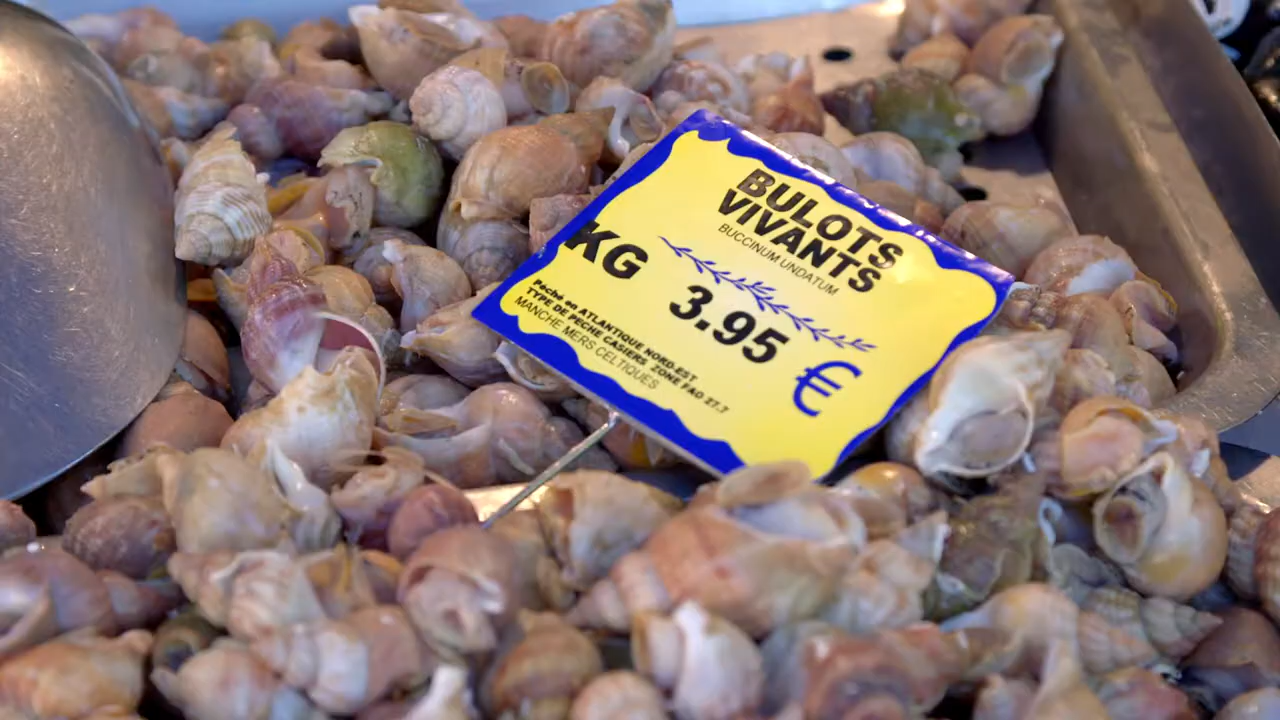 BULOTS
VIVANTS
BUCCINUM UNDATUM
KG
3.95
€
Pêché en ATLANTIQUE NORD-EST
TYPE DE PECHE CASIERS ZONE FAO 27.7
MANCHE MERS CELTIQUES